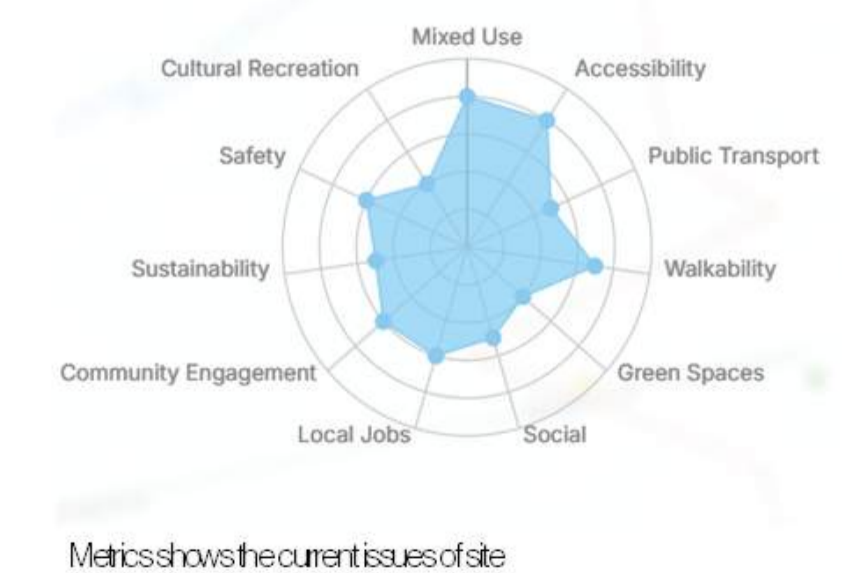 Mixed Use
Cultural Recreation
Accessibility
Safety
Public Transport
Sustainability
Walkability
Community Engagement
Green Spaces
Local Jobs
Social
Metrics shows the current issues of site